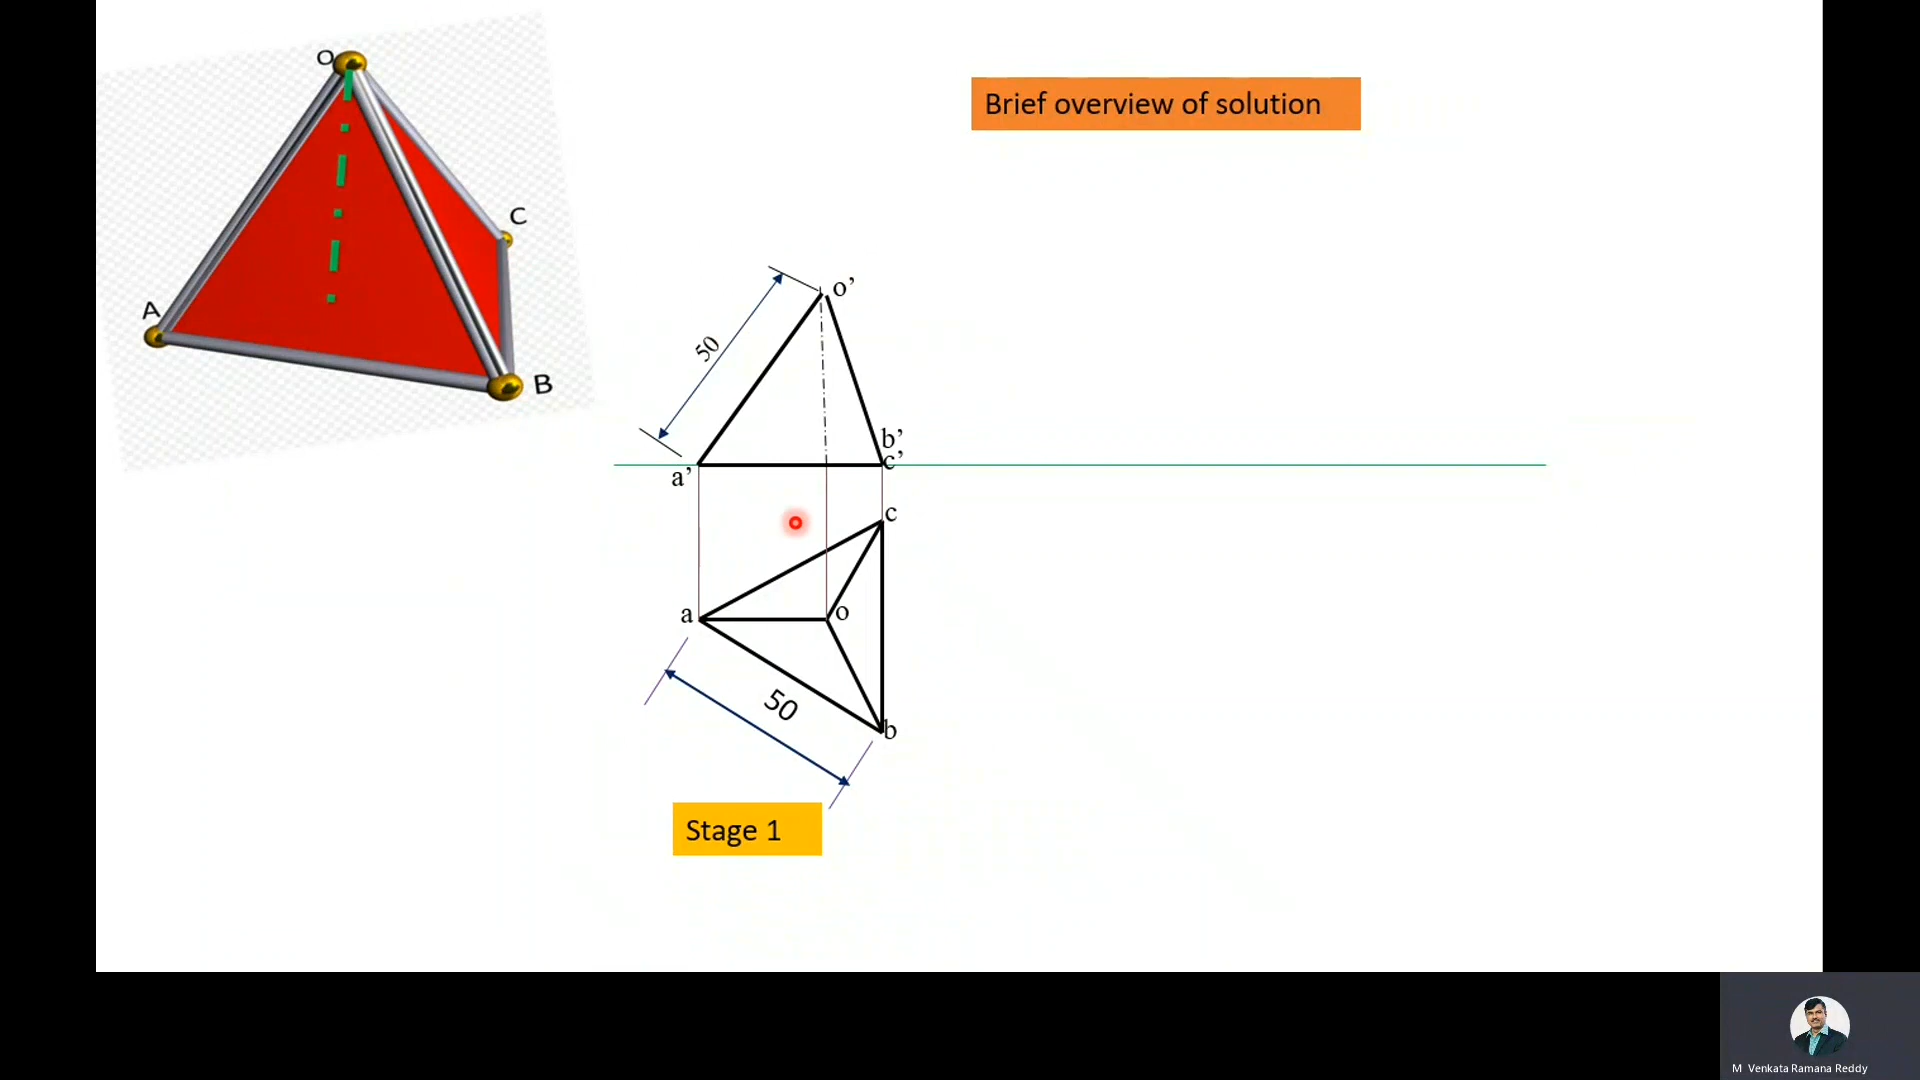 O
Brief overview of solution
C
A
B
o’
50
b’
c’
a’
c
a
o
50
b
Stage 1
M Venkata Ramana Reddy